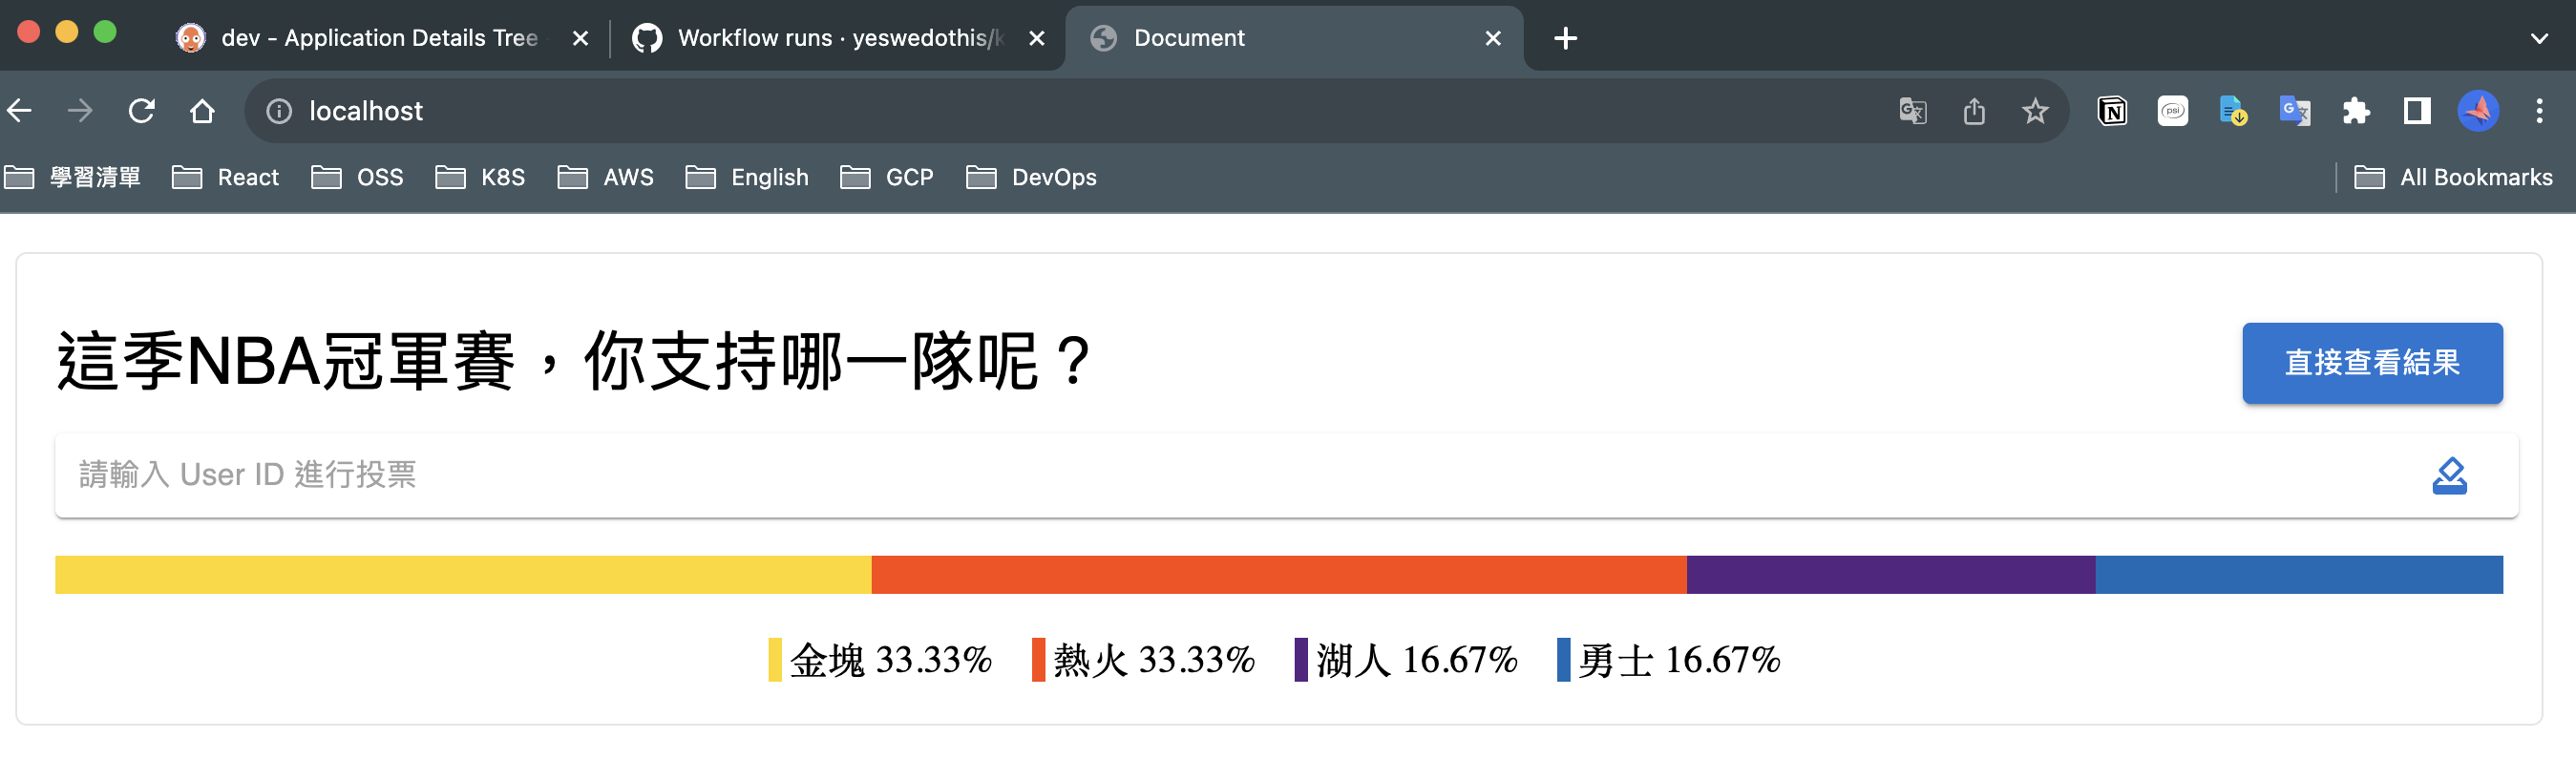 dev - Application Details Tree
Workflow runs · yeswedothis/k
Document
localhost
學習清單
React
OSS
K8S
AWS
English
GCP
DevOps
All Bookmarks
這季NBA冠軍賽，你支持哪一隊呢？
直接查看結果
請輸入 User ID 進行投票
金塊 33.33% 熱火 33.33% 湖人 16.67% 勇士 16.67%